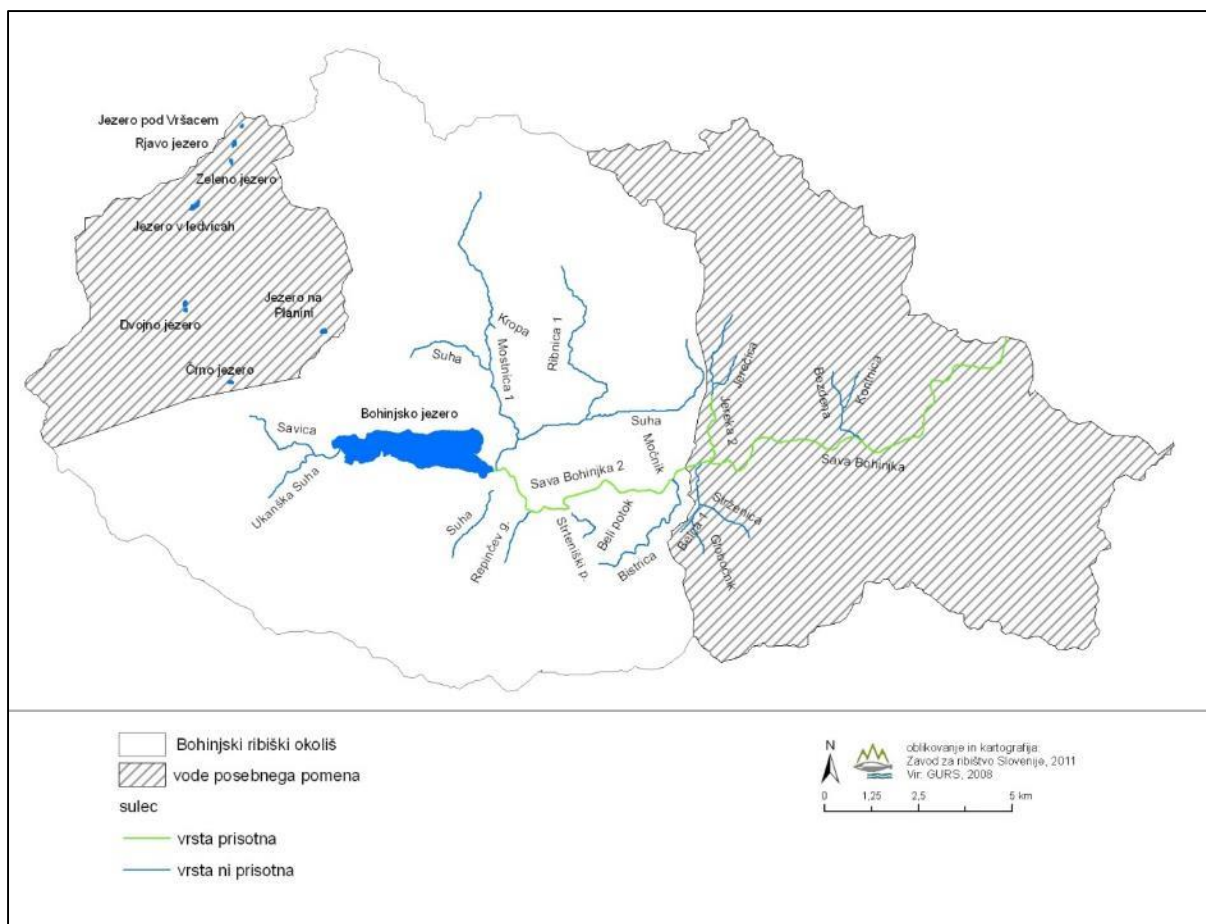 Jezero pod Vršacem
Rjavo jezero
Zeleno jezero
Jezero v ledvicah
Jezero na
Planini
Dvojno jezero
Črno jezero
Kropa
Suha
Mostnica 1
Ribnica 1
Jerečica
Jereka 2
Bezdena
Koritnica
Bohinjsko jezero
Savica
Ukanška Suha
Suha
Močnik
Sava Bohinjka 2
Sava Bohinjka
Suha
Repinčev g.
Strteniški p.
Beli potok
Bistrica
Belca 1
Strženica
Globočnik
Bohinjski ribiški okoliš
vode posebnega pomena
sulec
vrsta prisotna
vrsta ni prisotna
N
oblikovanje in kartografija:
Zavod za ribištvo Slovenije, 2011
Vir: GURS, 2008
0 1,25 2,5 5 km